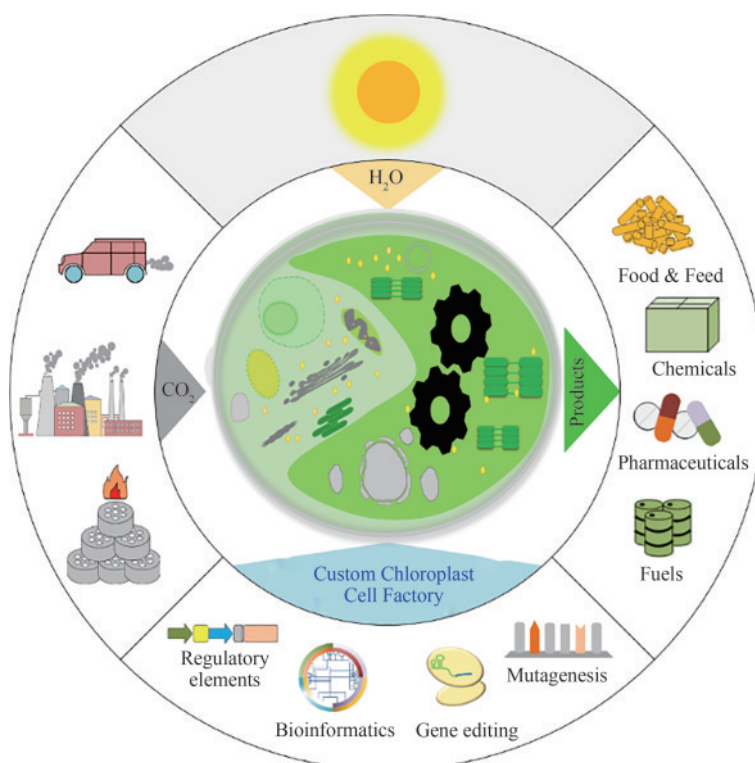 H₂O
CO₂
Products
Food & Feed
Chemicals
Pharmaceuticals
Fuels
Custom Chloroplast
Cell Factory
Regulatory
elements
Bioinformatics
Gene editing
Mutagenesis